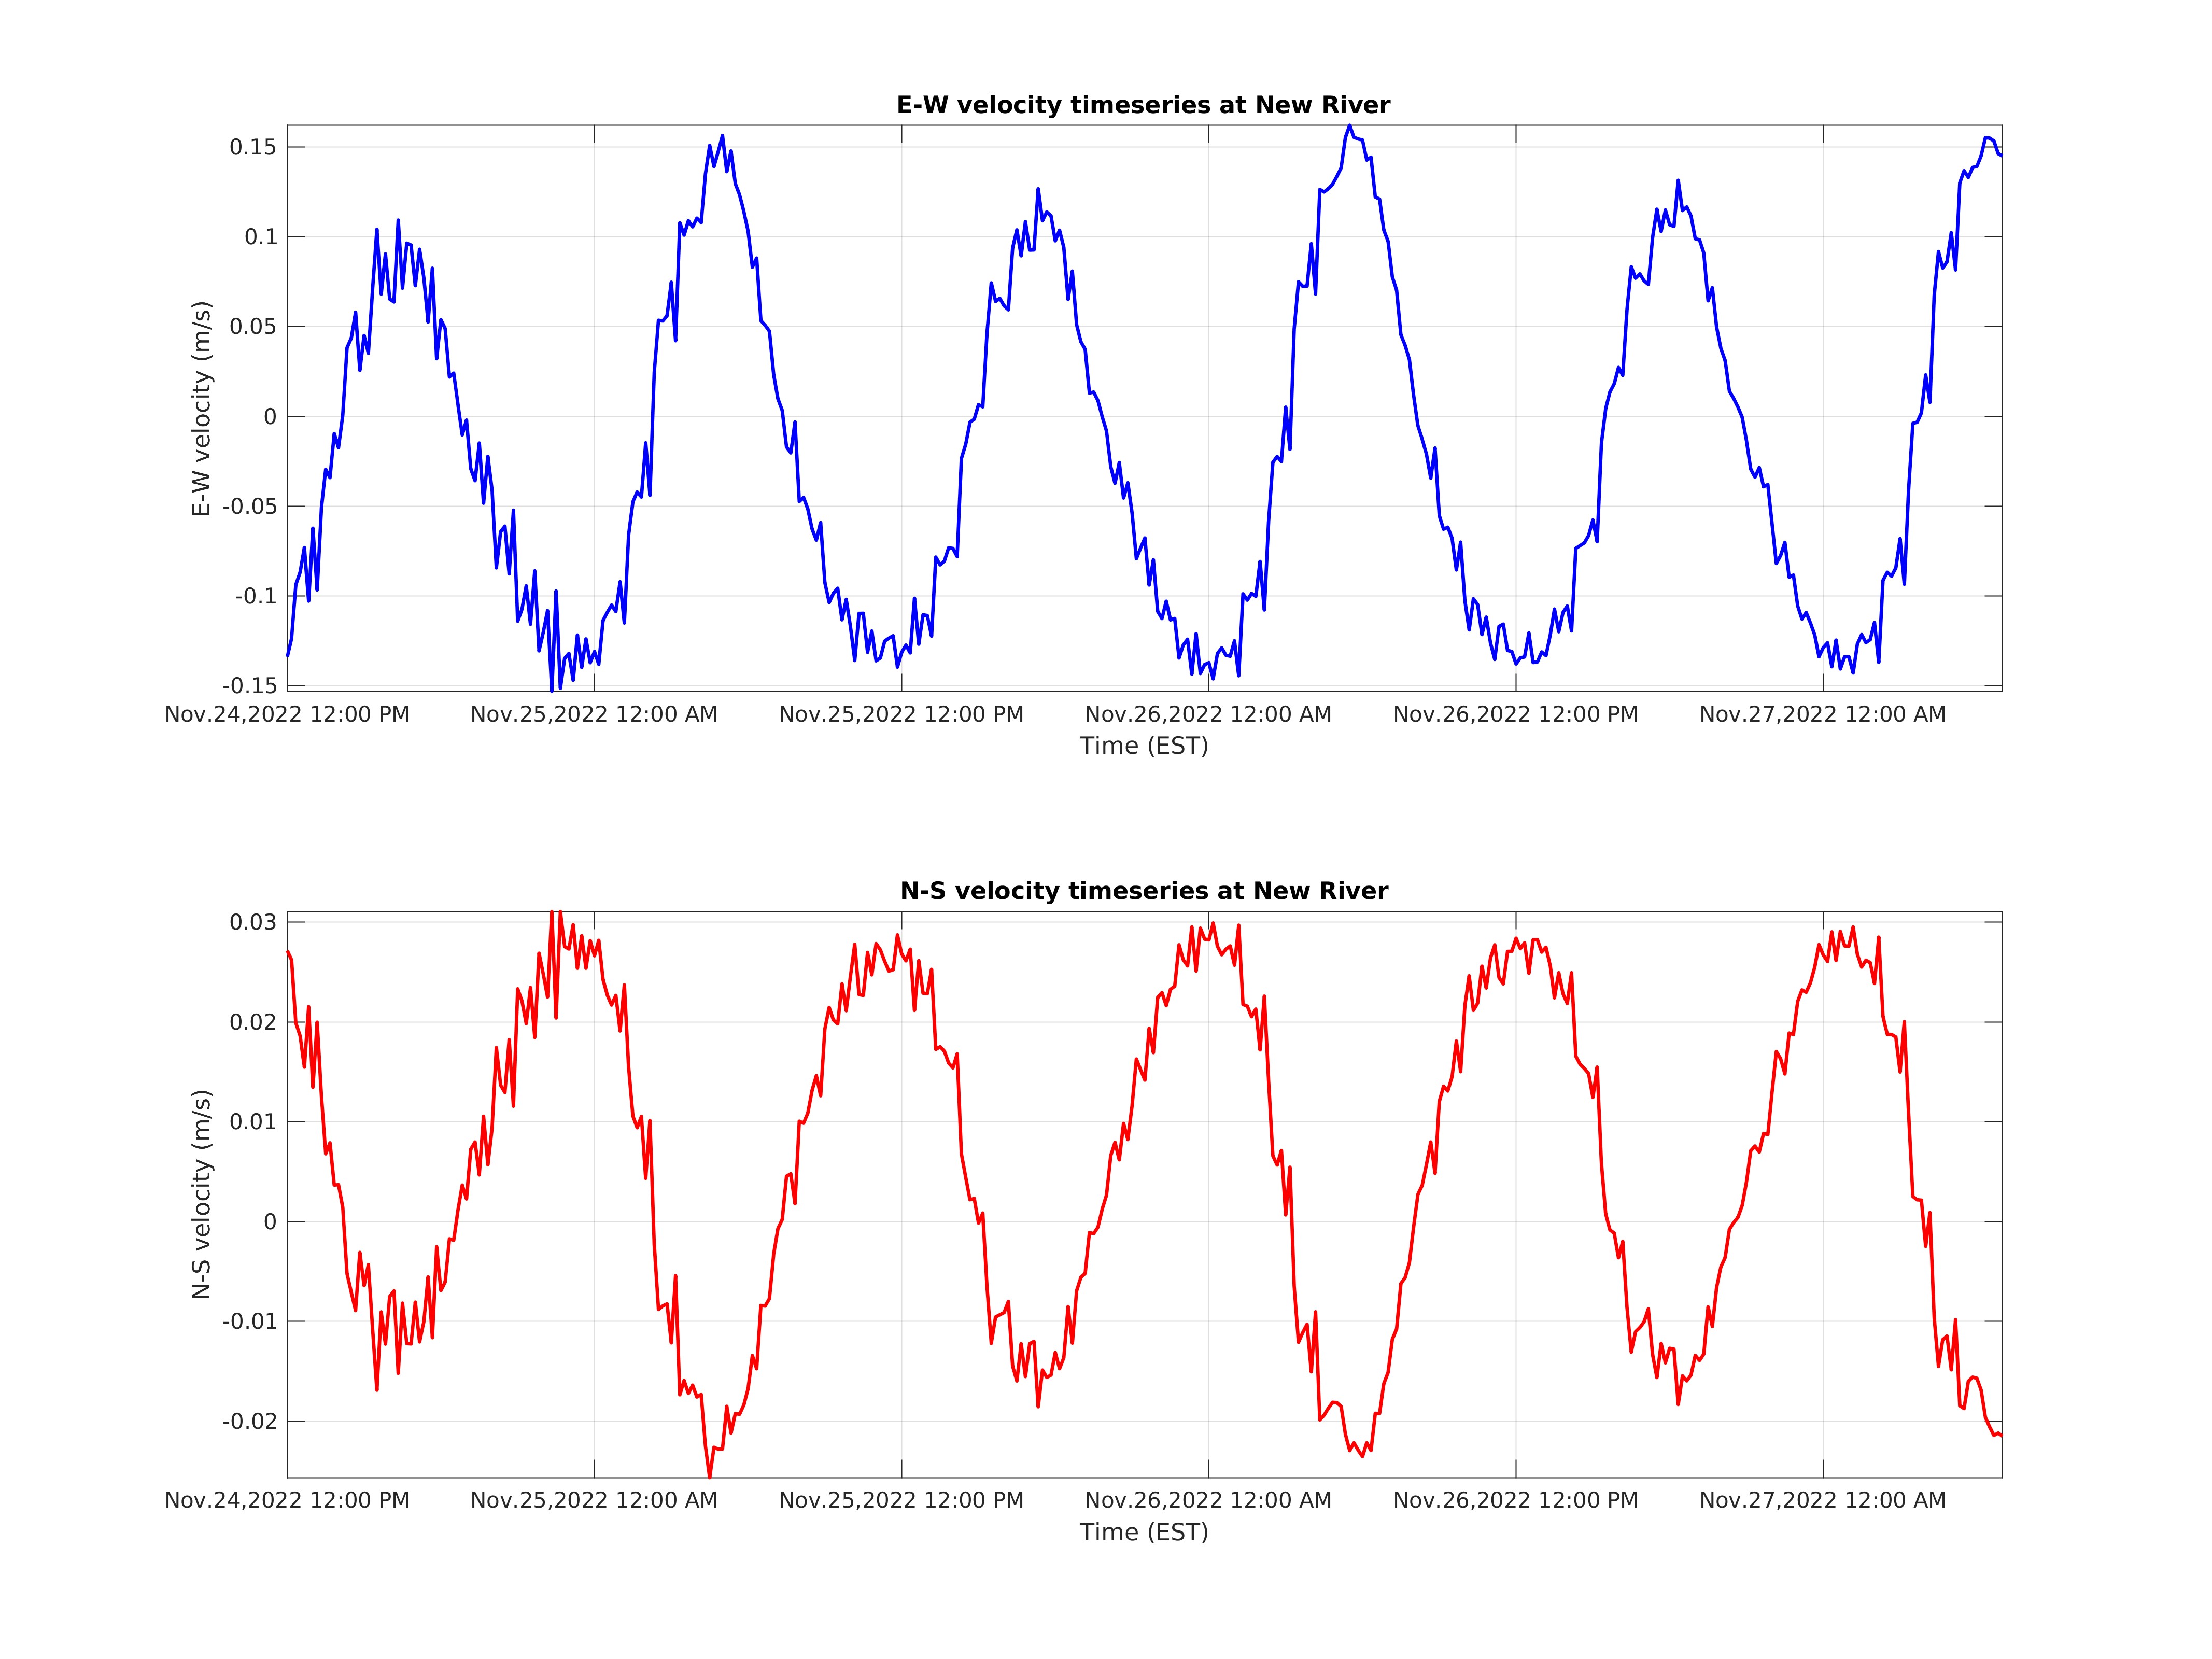 E-W velocity timeseries at New River
E-W velocity (m/s)
0.15
0.1
0.05
0
-0.05
-0.1
-0.15
Nov.24,2022 12:00 PM Nov.25,2022 12:00 AM Nov.25,2022 12:00 PM Nov.26,2022 12:00 AM Nov.26,2022 12:00 PM Nov.27,2022 12:00 AM
Time (EST)
N-S velocity timeseries at New River
N-S velocity (m/s)
0.03
0.02
0.01
0
-0.01
-0.02
Nov.24,2022 12:00 PM Nov.25,2022 12:00 AM Nov.25,2022 12:00 PM Nov.26,2022 12:00 AM Nov.26,2022 12:00 PM Nov.27,2022 12:00 AM
Time (EST)